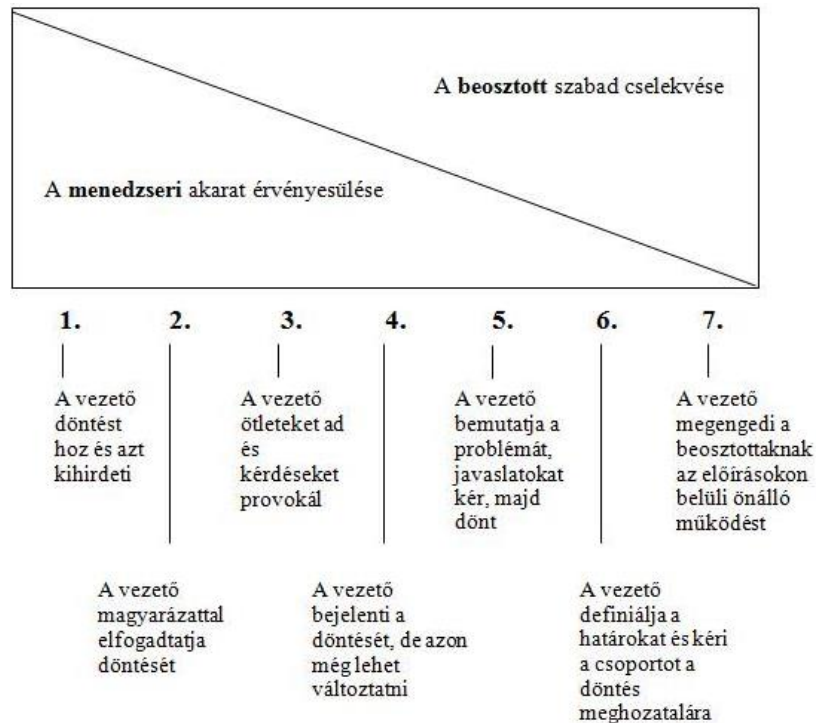 A beosztott szabad cselekvése
A menedzseri akarat érvényesülése
1.
2.
3.
4.
5.
6.
7.
A vezető
döntést
hoz és azt
kihirdeti
A vezető
magyarázattal
elfogadtatja
döntését
A vezető
ötleteket ad
és
kérdéseket
provokál
A vezető
bejelenti a
döntését, de azon
még lehet
változtatni
A vezető
bemutatja a
problémát,
javaslatokat
kér, majd
dönt
A vezető
definiálja a
határokat és kéri
a csoportot a
döntés
meghozatalára
A vezető
megengedi a
beosztottaknak
az előírásokon
belüli önálló
működést